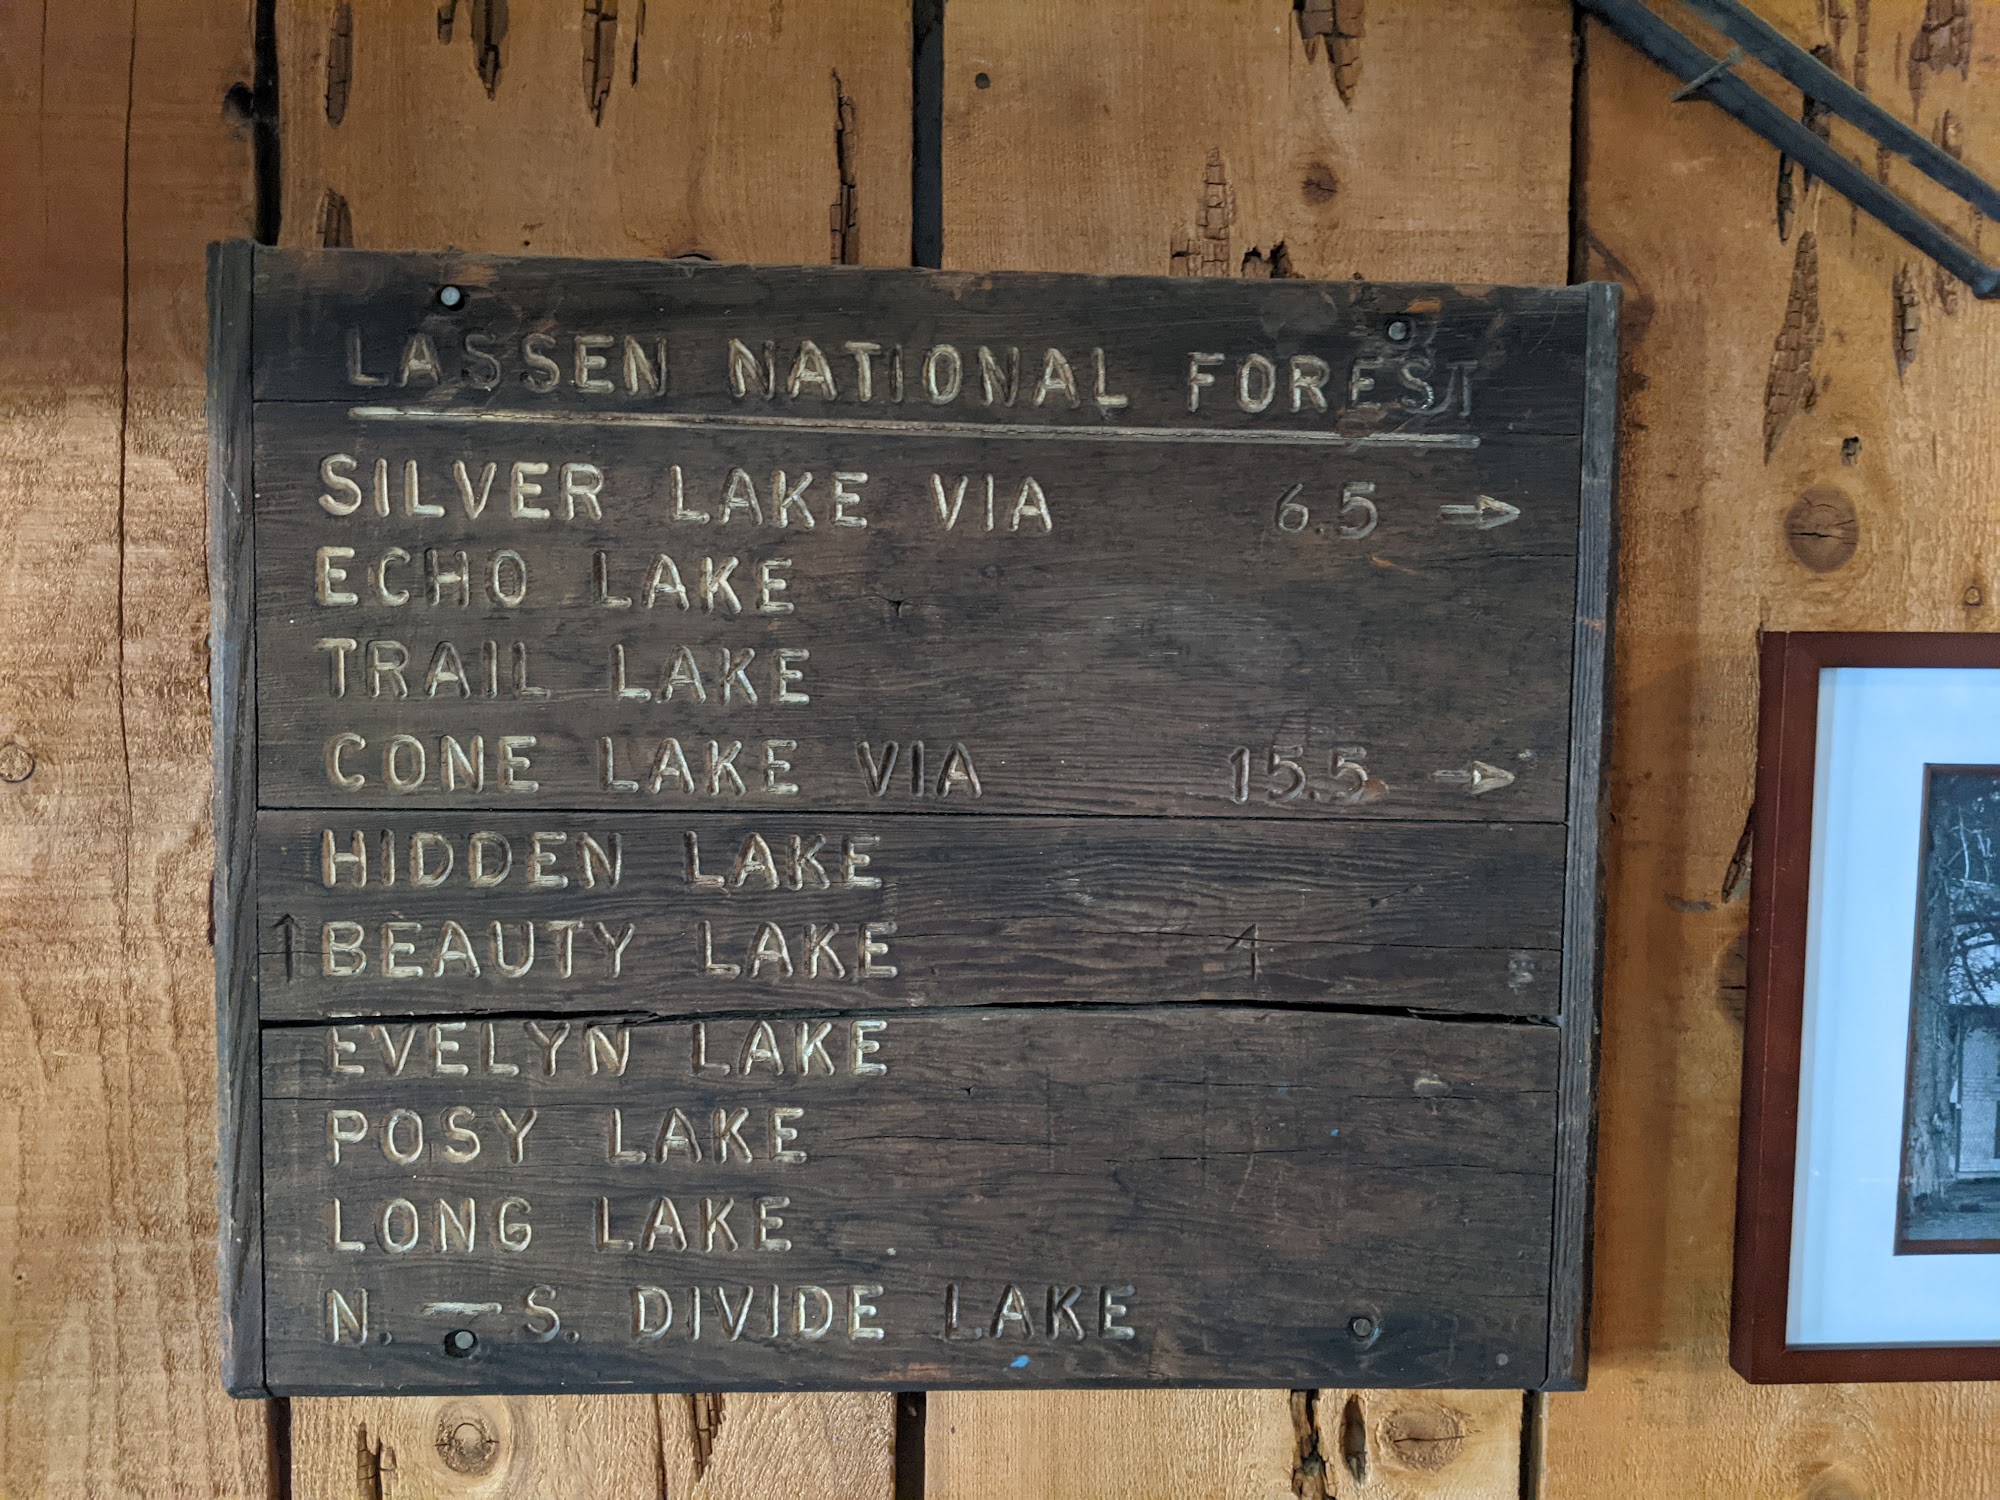 LASSEN NATIONAL FOREST
SILVER LAKE VIA 6.5 →
ECHO LAKE
TRAIL LAKE
CONE LAKE VIA 15.5 →
HIDDEN LAKE
↑ BEAUTY LAKE 4
EVELYN LAKE
POSY LAKE
LONG LAKE
N. — S. DIVIDE LAKE